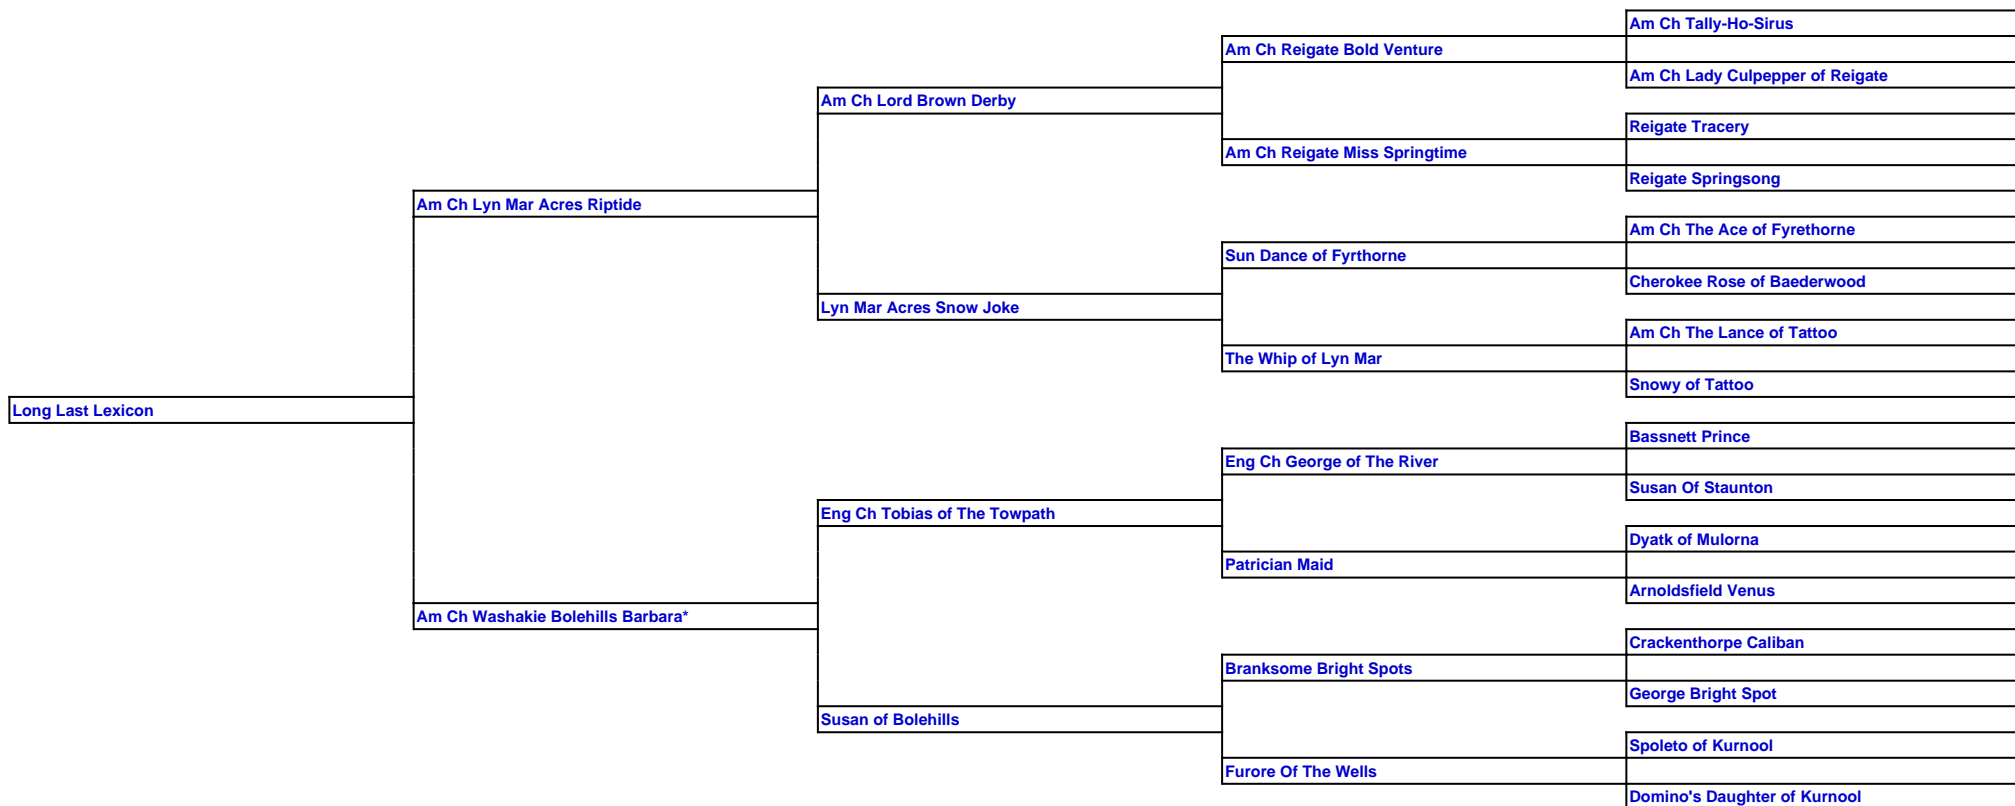 Am Ch Tally-Ho-Sirus
Am Ch Reigate Bold Venture
Am Ch Lady Culpepper of Reigate
Am Ch Lord Brown Derby
Reigate Tracery
Am Ch Reigate Miss Springtime
Reigate Springsong
Am Ch Lyn Mar Acres Riptide
Am Ch The Ace of Fyrethorne
Sun Dance of Fyrthorne
Cherokee Rose of Baederwood
Lyn Mar Acres Snow Joke
Am Ch The Lance of Tattoo
The Whip of Lyn Mar
Snowy of Tattoo
Long Last Lexicon
Bassnett Prince
Eng Ch George of The River
Susan Of Staunton
Eng Ch Tobias of The Towpath
Dyatk of Mulorna
Patrician Maid
Arnoldsfield Venus
Am Ch Washakie Bolehills Barbara*
Crackenthorpe Caliban
Branksome Bright Spots
George Bright Spot
Susan of Bolehills
Spoleto of Kurnool
Furore Of The Wells
Domino's Daughter of Kurnool